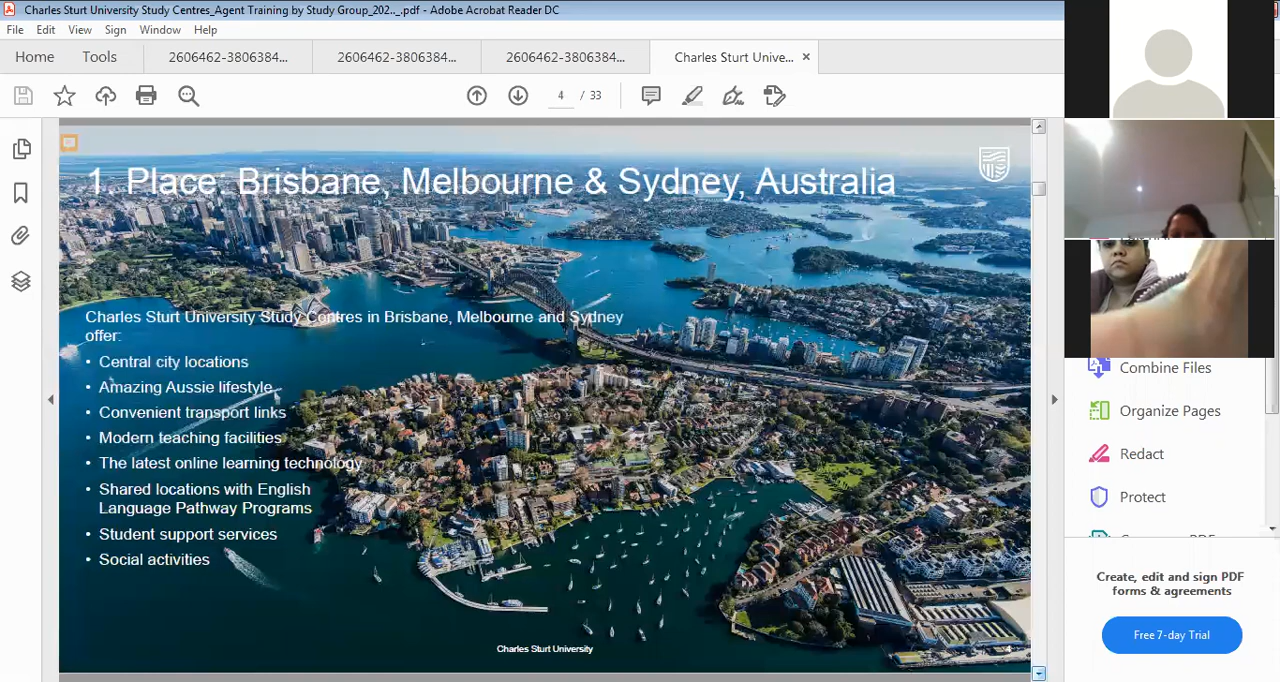 Charles Sturt University Study Centres_Agent Training by Study Group_202..._.pdf - Adobe Acrobat Reader DC
File Edit View Sign Window Help
Home Tools 2606462-3806384... 2606462-3806384... 2606462-3806384... Charles Sturt Unive... ×
4 / 33
1. Place: Brisbane, Melbourne & Sydney, Australia
Charles Sturt University Study Centres in Brisbane, Melbourne and Sydney
offer:
• Central city locations
• Amazing Aussie lifestyle
• Convenient transport links
• Modern teaching facilities
• The latest online learning technology
• Shared locations with English
Language Pathway Programs
• Student support services
• Social activities
Charles Sturt University
4
Combine Files
Organize Pages
Redact
Protect
Create, edit and sign PDF
forms & agreements
Free 7-day Trial